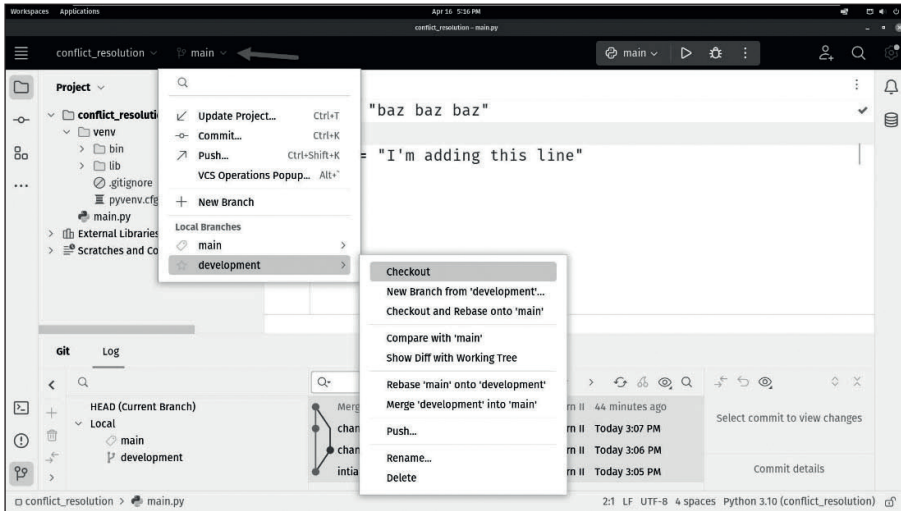 Workspaces Applications
Apr 16 5:16 PM
conflict_resolution – main.py
conflict_resolution
main
main
Project
conflict_resoluti
venv
bin
lib
.gitignore
pyvenv.cfg
main.py
External Libraries
Scratches and Co
"baz baz baz"
= "I'm adding this line"
Update Project... Ctrl+T
Commit... Ctrl+K
Push... Ctrl+Shift+K
VCS Operations Popup... Alt+`
New Branch
Local Branches
main
development
Checkout
New Branch from 'development'...
Checkout and Rebase onto 'main'
Compare with 'main'
Show Diff with Working Tree
Rebase 'main' onto 'development'
Merge 'development' into 'main'
Push...
Rename...
Delete
Git Log
HEAD (Current Branch)
Local
main
development
Merg
rn II 44 minutes ago
chan
rn II Today 3:07 PM
chan
rn II Today 3:06 PM
intia
rn II Today 3:05 PM
Select commit to view changes
Commit details
conflict_resolution > main.py
2:1 LF UTF-8 4 spaces Python 3.10 (conflict_resolution)